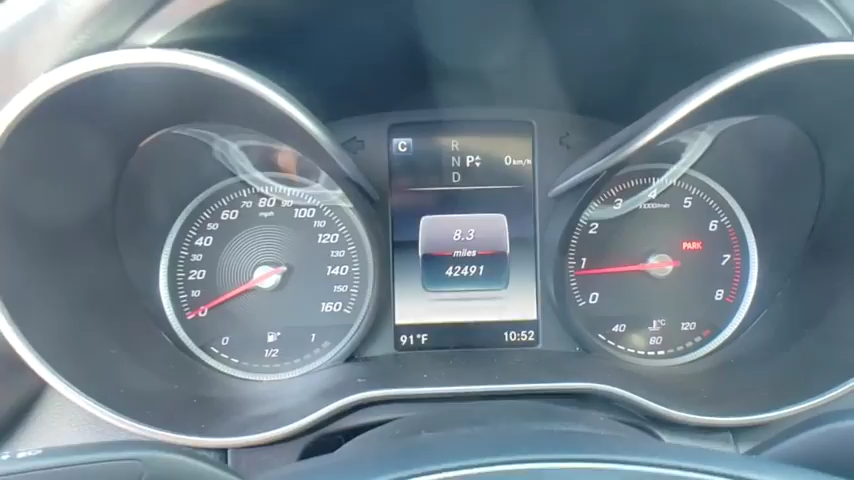 C
R
N P 0 km/h
D
8.3
miles
42491
91°F 10:52
0
10
20
30
40
50
60
70
80
90
100
110
120
130
140
150
160
mph
0 1/2 1
0
1
2
3
4
5
6
7
8
x1000/min
PARK
°C
40 80 120